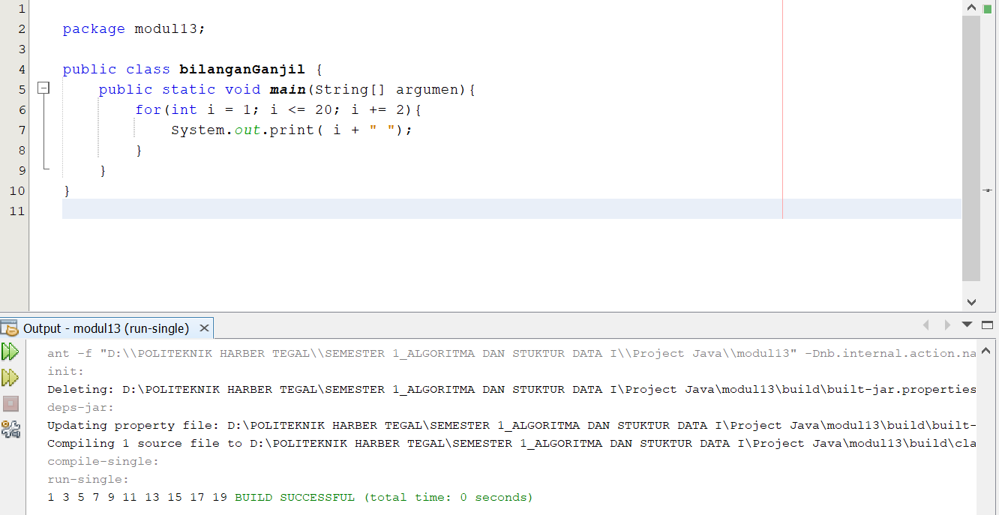 1
2 package modul13;
3
4 public class bilanganGanjil {
5 public static void main(String[] argumen){
6 for(int i = 1; i <= 20; i += 2){
7 System.out.print( i + " ");
8 }
9 }
10 }
11
Output - modul13 (run-single)
ant -f "D:\\POLITEKNIK HARBER TEGAL\\SEMESTER 1_ALGORITMA DAN STUKTUR DATA I\\Project Java\\modul13" -Dnb.internal.action.na
init:
Deleting: D:\POLITEKNIK HARBER TEGAL\SEMESTER 1_ALGORITMA DAN STUKTUR DATA I\Project Java\modul13\build\built-jar.properties
deps-jar:
Updating property file: D:\POLITEKNIK HARBER TEGAL\SEMESTER 1_ALGORITMA DAN STUKTUR DATA I\Project Java\modul13\build\built-
Compiling 1 source file to D:\POLITEKNIK HARBER TEGAL\SEMESTER 1_ALGORITMA DAN STUKTUR DATA I\Project Java\modul13\build\cla
compile-single:
run-single:
1 3 5 7 9 11 13 15 17 19 BUILD SUCCESSFUL (total time: 0 seconds)